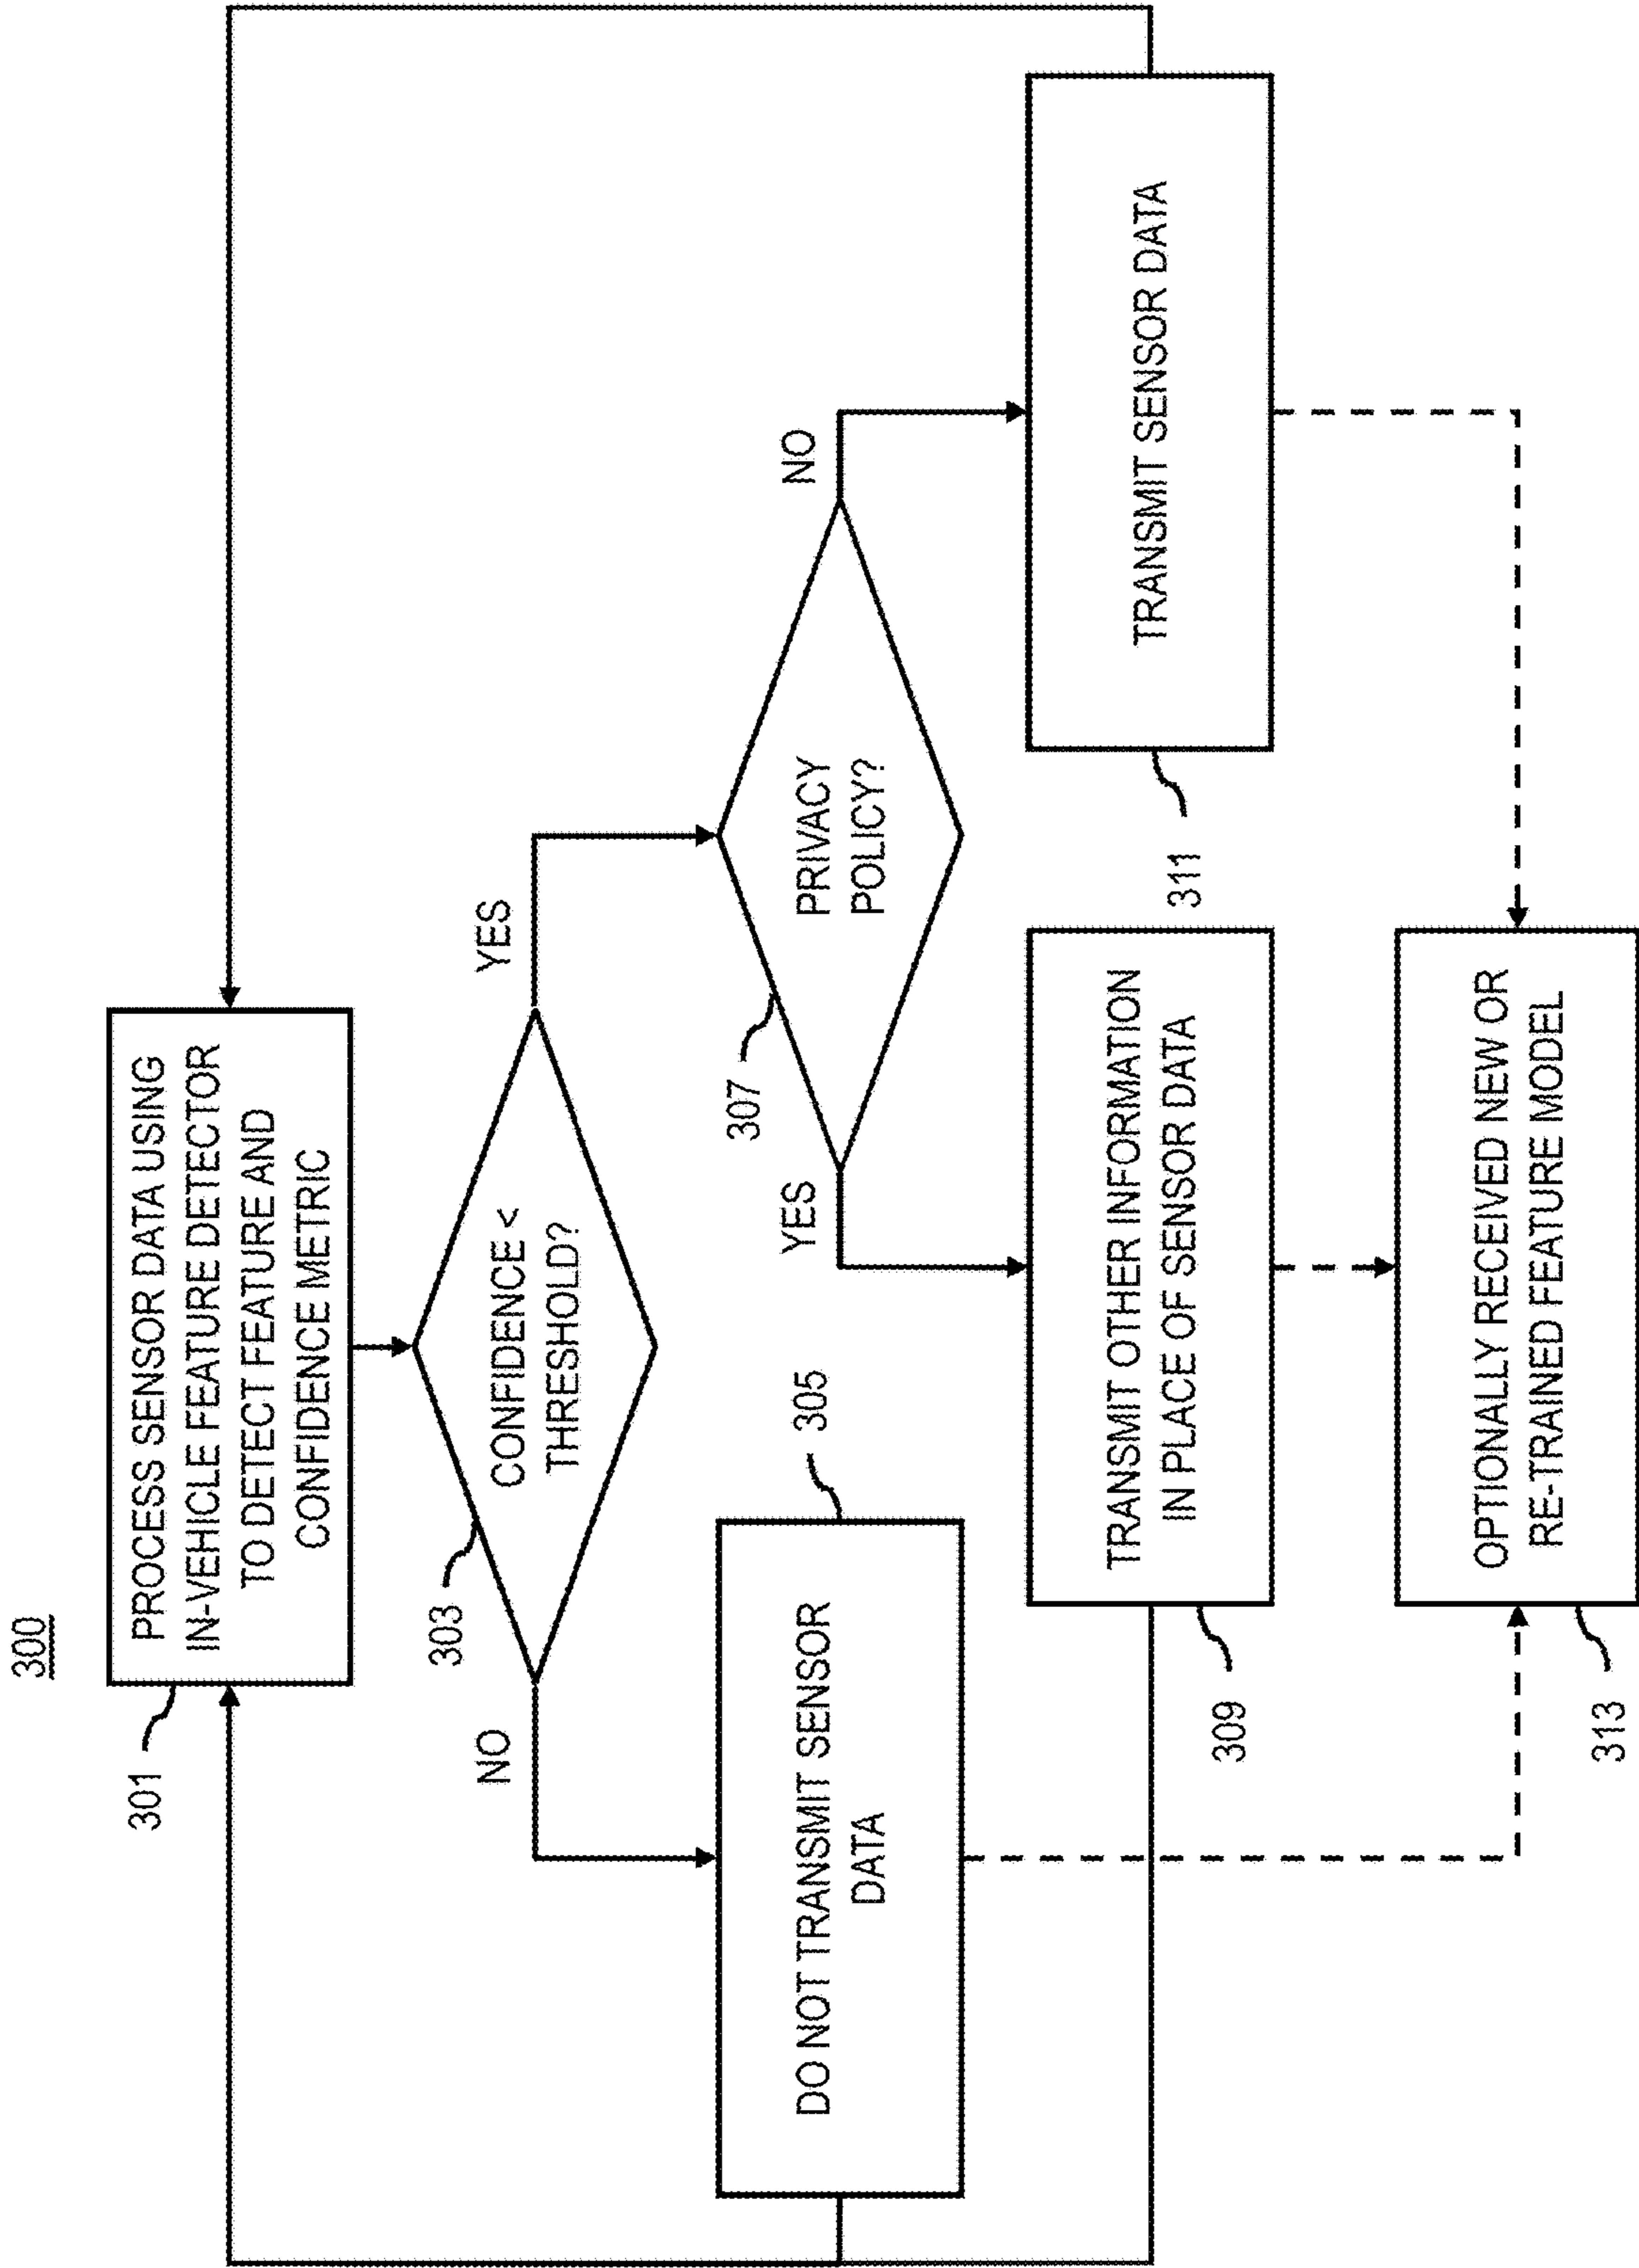 300
PROCESS SENSOR DATA USING
IN-VEHICLE FEATURE DETECTOR
TO DETECT FEATURE AND
CONFIDENCE METRIC
301
CONFIDENCE <
THRESHOLD?
303
NO
YES
DO NOT TRANSMIT SENSOR
DATA
305
PRIVACY
POLICY?
307
YES
NO
TRANSMIT OTHER INFORMATION
IN PLACE OF SENSOR DATA
309
TRANSMIT SENSOR DATA
311
OPTIONALLY RECEIVED NEW OR
RE-TRAINED FEATURE MODEL
313